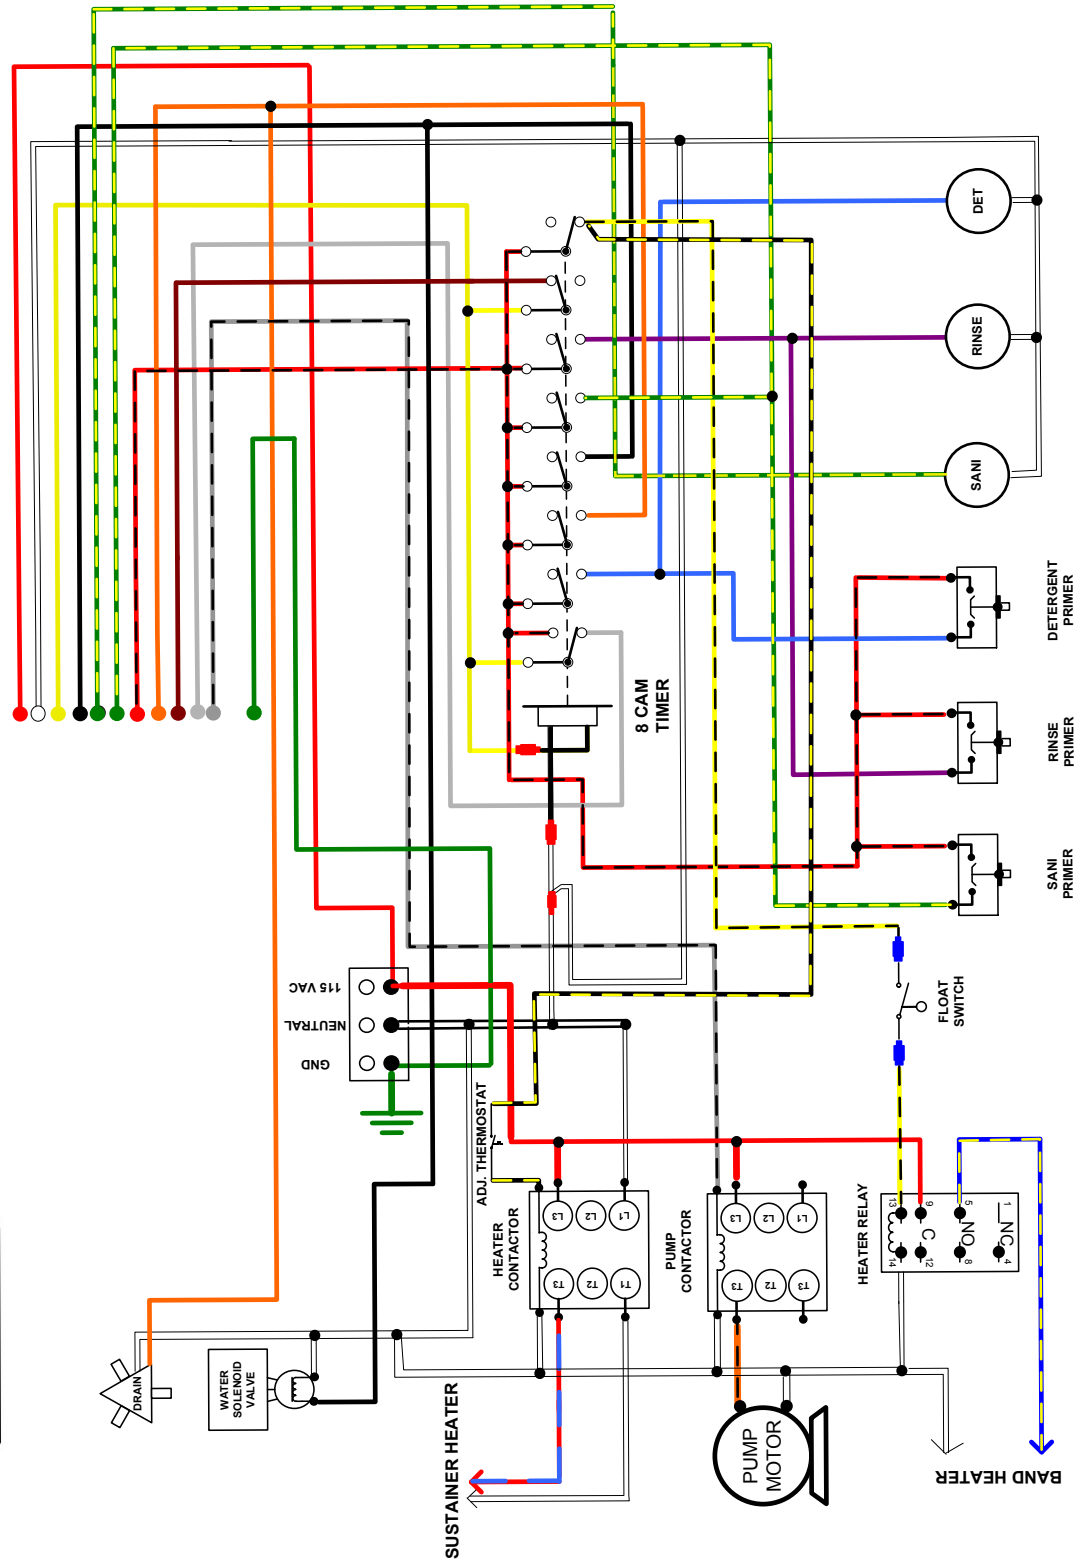 DET
RINSE
SANI
8 CAM
TIMER
DETERGENT
PRIMER
RINSE
PRIMER
SANI
PRIMER
115 VAC
NEUTRAL
GND
FLOAT
SWITCH
ADJ. THERMOSTAT
HEATER
CONTACTOR
L3
L2
L1
T3
T2
T1
PUMP
CONTACTOR
L3
L2
L1
T3
T2
T3
HEATER RELAY
13
9
5
1
C
NO
NC
14
12
8
4
DRAIN
WATER
SOLENOID
VALVE
SUSTAINER HEATER
PUMP
MOTOR
BAND HEATER